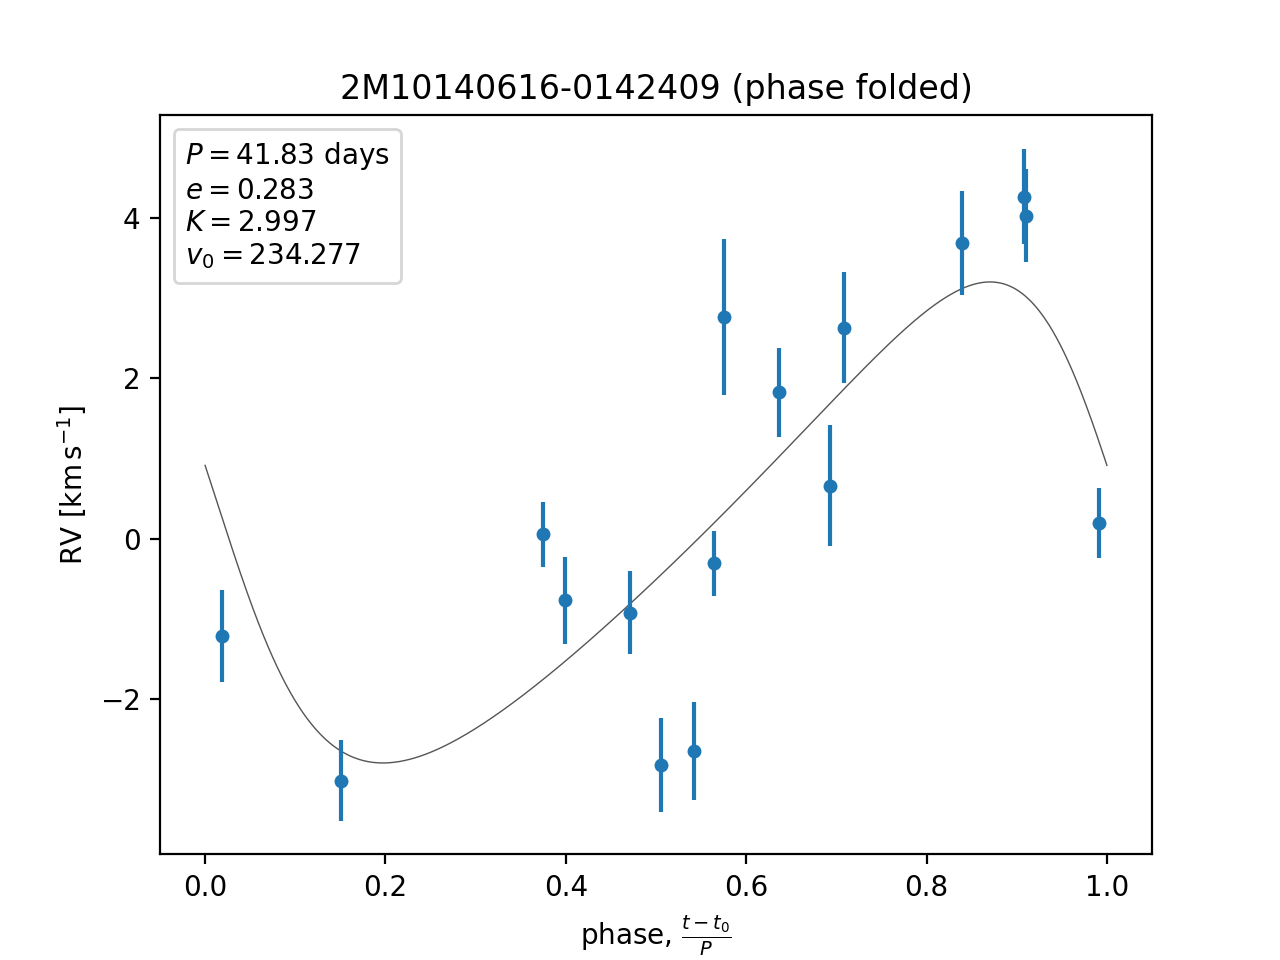 2M10140616-0142409 (phase folded)
P = 41.83 days
e = 0.283
K = 2.997
v₀ = 234.277
4
2
0
−2
RV [km s⁻¹]
0.0 0.2 0.4 0.6 0.8 1.0
phase, (t − t₀)/P